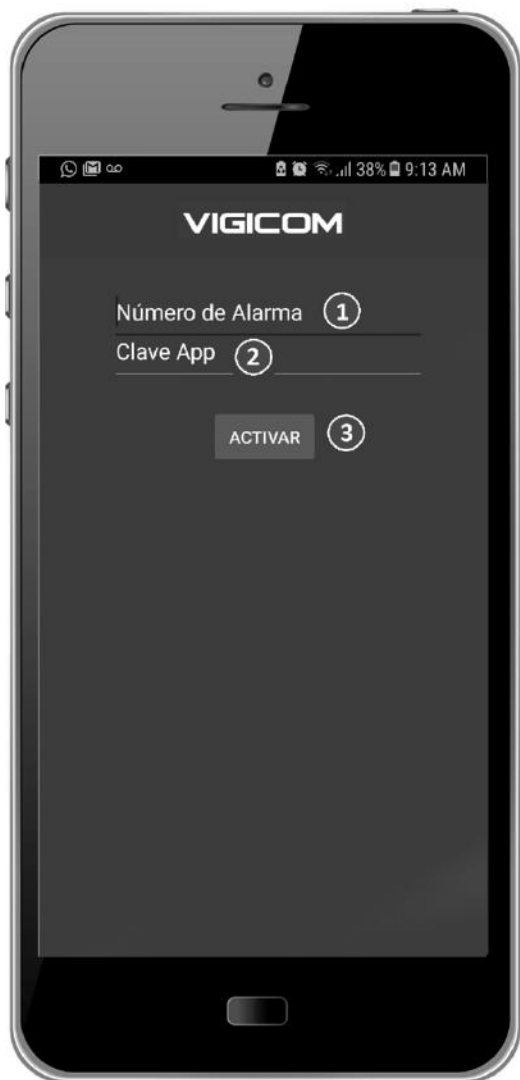 38% 9:13 AM
VIGICOM
Número de Alarma 1
Clave App 2
ACTIVAR 3